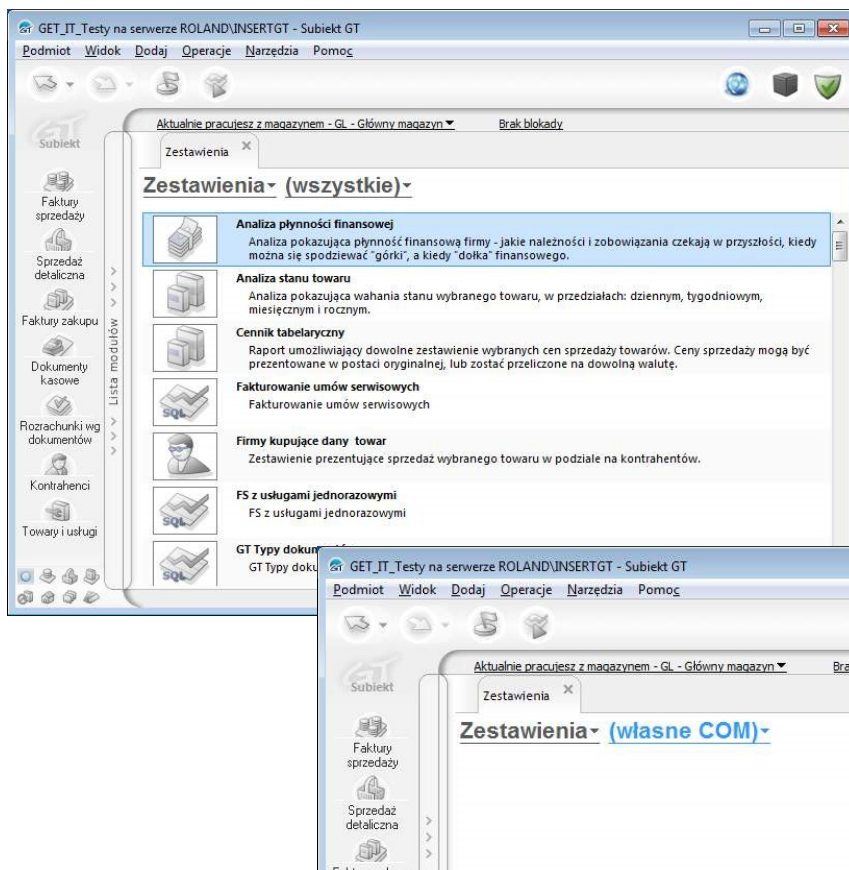 GET_IT_Testy na serwerze ROLAND\INSERTGT - Subiekt GT
Podmiot Widok Dodaj Operacje Narzędzia Pomoc
GT
Subiekt
Aktualnie pracujesz z magazynem - GL - Główny magazyn Brak blokady
Zestawienia
Zestawienia (wszystkie)
Faktury
sprzedaży
Sprzedaż
detaliczna
Faktury zakupu
Dokumenty
kasowe
Rozrachunki wg
dokumentów
Kontrahenci
Towary i usługi
Lista modułów
Analiza płynności finansowej
Analiza pokazująca płynność finansową firmy - jakie należności i zobowiązania czekają w przyszłości, kiedy
można się spodziewać "górki", a kiedy "dołka" finansowego.
Analiza stanu towaru
Analiza pokazująca wahania stanu wybranego towaru, w przedziałach: dziennym, tygodniowym,
miesięcznym i rocznym.
Cennik tabelaryczny
Raport umożliwiający dowolne zestawienie wybranych cen sprzedaży towarów. Ceny sprzedaży mogą być
prezentowane w postaci oryginalnej, lub zostać przeliczone na dowolną walutę.
SQL
Fakturowanie umów serwisowych
Fakturowanie umów serwisowych
Firmy kupujące dany towar
Zestawienie prezentujące sprzedaż wybranego towaru w podziale na kontrahentów.
SQL
FS z usługami jednorazowymi
FS z usługami jednorazowymi
SQL
GT Typy
GT Typy
GET_IT_Testy na serwerze ROLAND\INSERTGT - Subiekt GT
Podmiot Widok Dodaj Operacje Narzędzia Pomoc
GT
Subiekt
Aktualnie pracujesz z magazynem - GL - Główny magazyn
Zestawienia
Zestawienia (własne COM)
Faktury
sprzedaży
Sprzedaż
detaliczna